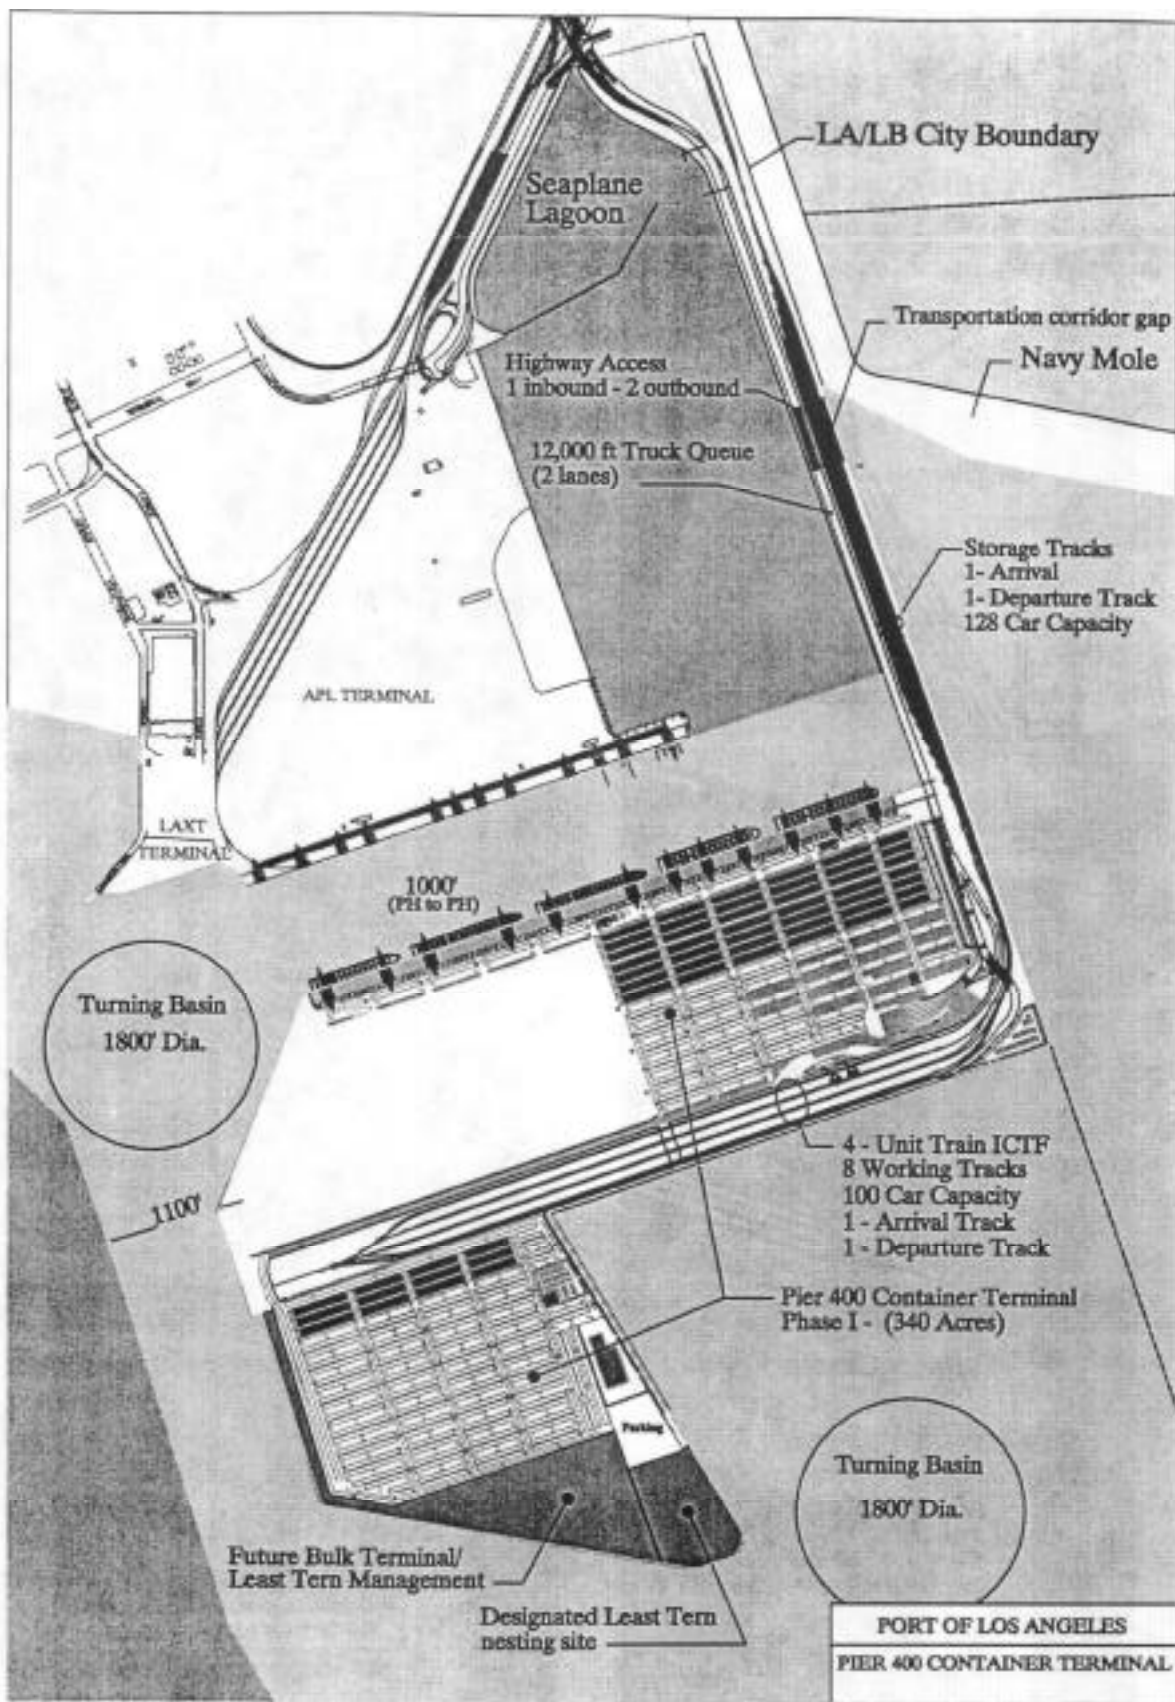 LA/LB City Boundary
Seaplane
Lagoon
Transportation corridor gap
Highway Access
1 inbound - 2 outbound
Navy Mole
12,000 ft Truck Queue
(2 lanes)
Storage Tracks
1- Arrival
1- Departure Track
128 Car Capacity
APL TERMINAL
LAXT
TERMINAL
1000'
(PH to PH)
Turning Basin
1800' Dia.
4 - Unit Train ICTF
8 Working Tracks
100 Car Capacity
1 - Arrival Track
1 - Departure Track
1100'
Pier 400 Container Terminal
Phase I - (340 Acres)
Parking
Turning Basin
1800' Dia.
Future Bulk Terminal/
Least Tern Management
Designated Least Tern
nesting site
PORT OF LOS ANGELES
PIER 400 CONTAINER TERMINAL